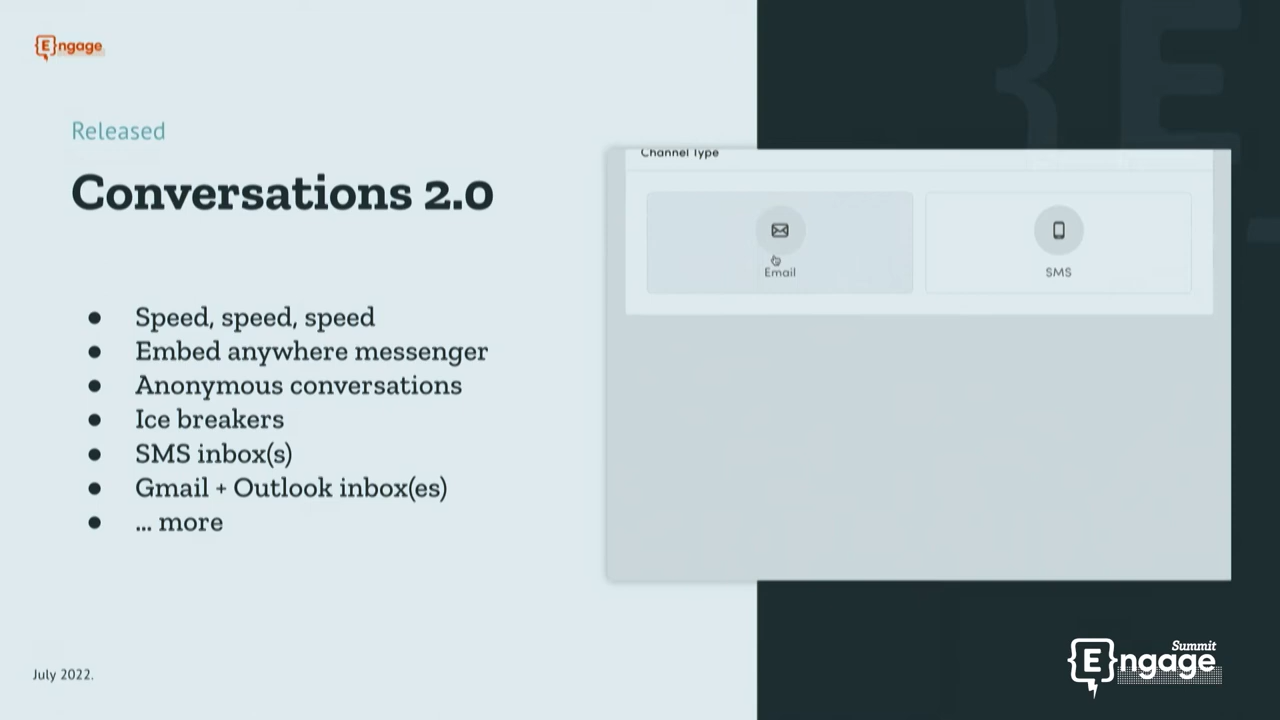 {E}ngage
Released
Conversations 2.0
● Speed, speed, speed
● Embed anywhere messenger
● Anonymous conversations
● Ice breakers
● SMS inbox(s)
● Gmail + Outlook inbox(es)
● ... more
Channel Type
Email
SMS
July 2022.
Summit
{E}ngage